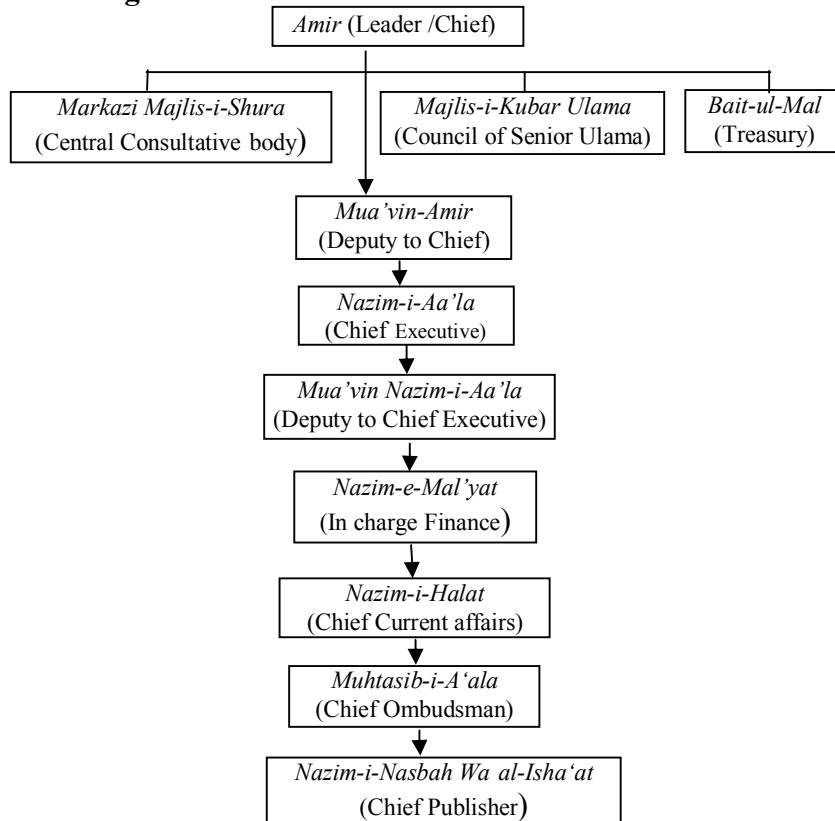 Amir (Leader /Chief)
Markazi Majlis-i-Shura
(Central Consultative body)
Majlis-i-Kubar Ulama
(Council of Senior Ulama)
Bait-ul-Mal
(Treasury)
Mua’vin-Amir
(Deputy to Chief)
Nazim-i-Aa’la
(Chief Executive)
Mua’vin Nazim-i-Aa’la
(Deputy to Chief Executive)
Nazim-e-Mal’yat
(In charge Finance)
Nazim-i-Halat
(Chief Current affairs)
Muhtasib-i-A‘ala
(Chief Ombudsman)
Nazim-i-Nasbah Wa al-Isha‘at
(Chief Publisher)